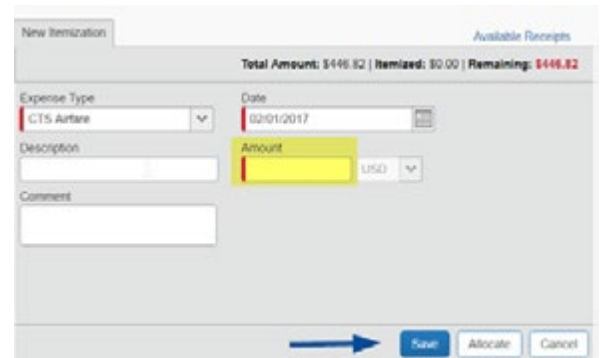 New Itemization
Available Receipts
Total Amount: $446.82 | Itemized: $0.00 | Remaining: $446.82
Expense Type
Date
CTS Airfare
02/01/2017
Description
Amount
USD
Comment
Save
Allocate
Cancel